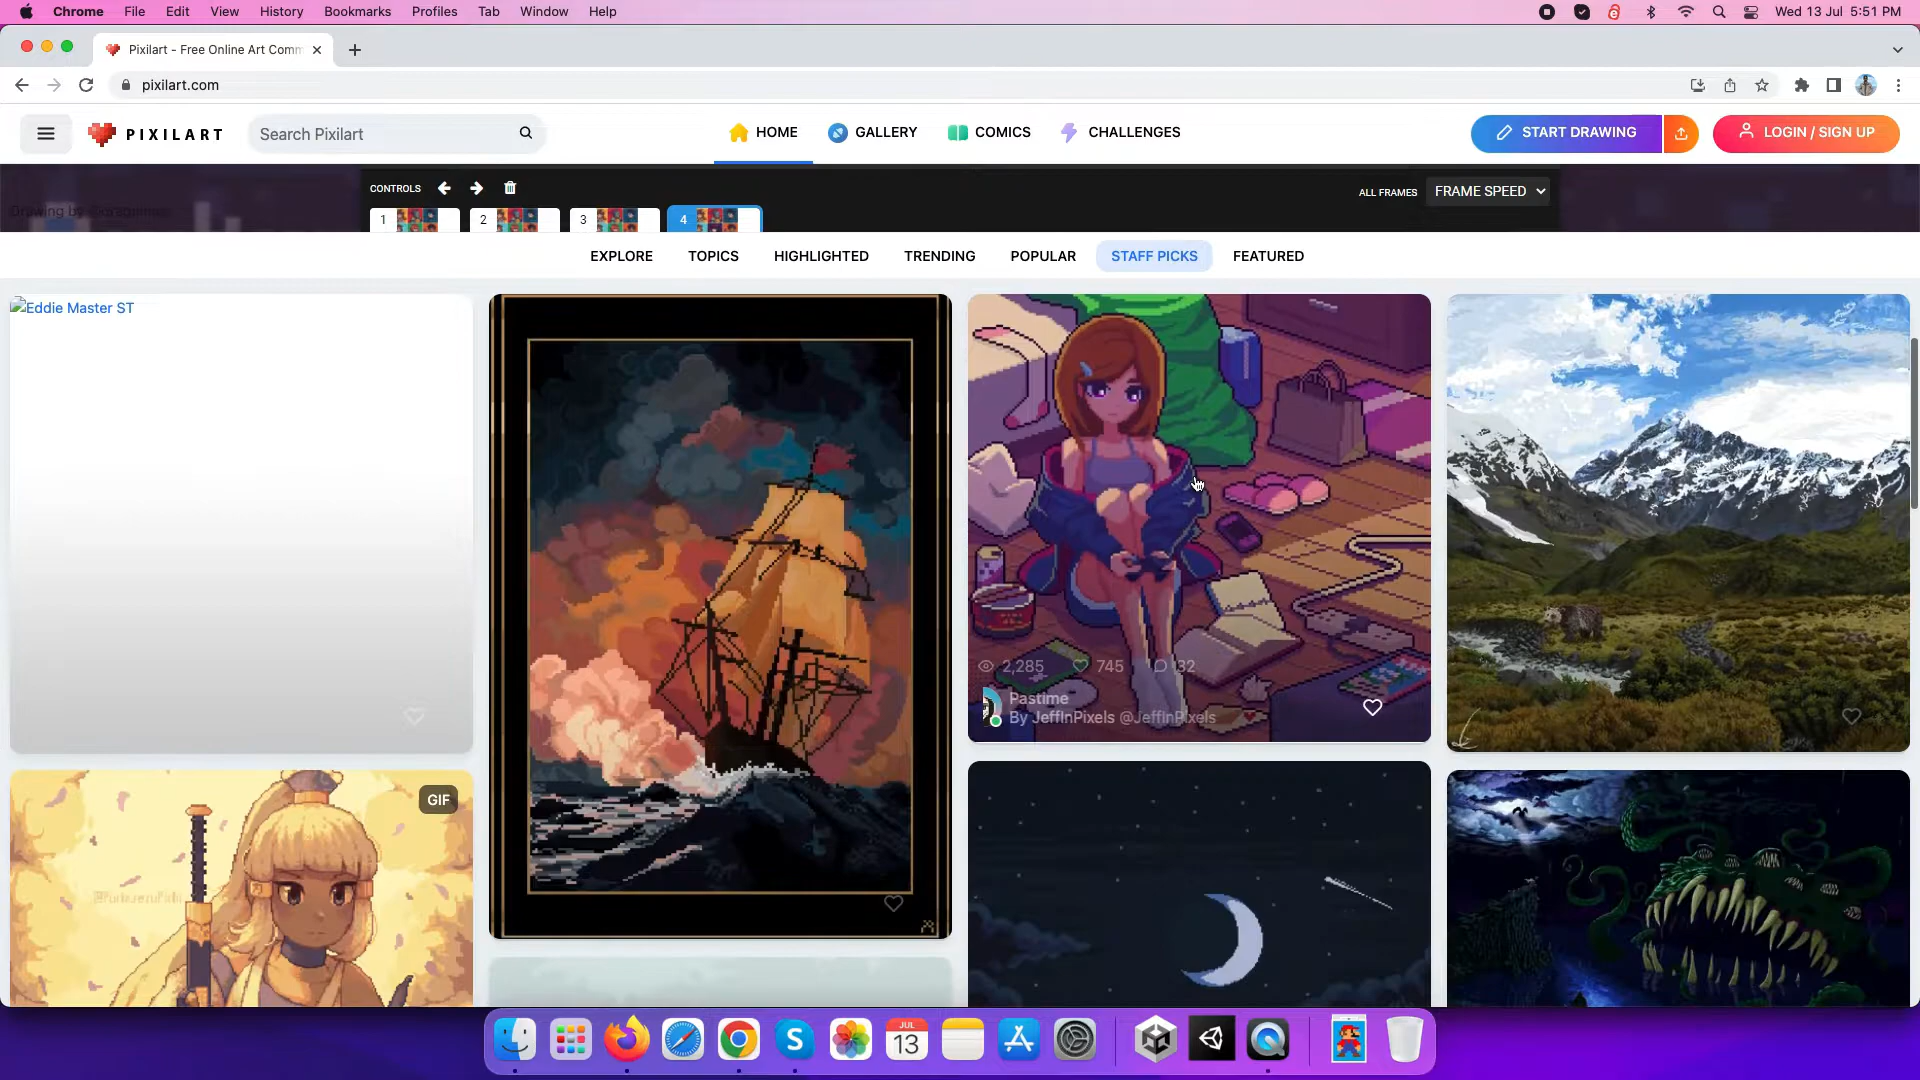 Chrome File Edit View History Bookmarks Profiles Tab Window Help Wed 13 Jul 5:51 PM
Pixilart - Free Online Art Comm
pixilart.com
PIXILART Search Pixilart HOME GALLERY COMICS CHALLENGES START DRAWING LOGIN / SIGN UP
CONTROLS ALL FRAMES FRAME SPEED
Drawing by
1 2 3 4
EXPLORE TOPICS HIGHLIGHTED TRENDING POPULAR STAFF PICKS FEATURED
Eddie Master ST
2,285 745 32
Pastime
By JeffInPixels @JeffInPixels
GIF
JUL
13